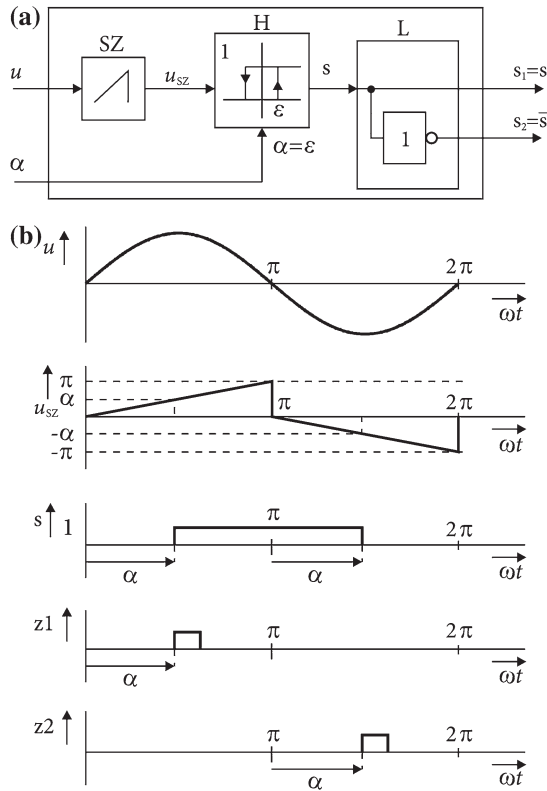 (a)
SZ
H
L
u
u_SZ
1
ε
s
s₁=s
1
s₂=s̄
α
α=ε
(b)
u
π
2π
ωt
π
α
u_SZ
-α
-π
π
2π
ωt
s
1
π
2π
α
α
ωt
z1
π
2π
α
ωt
z2
π
2π
α
ωt